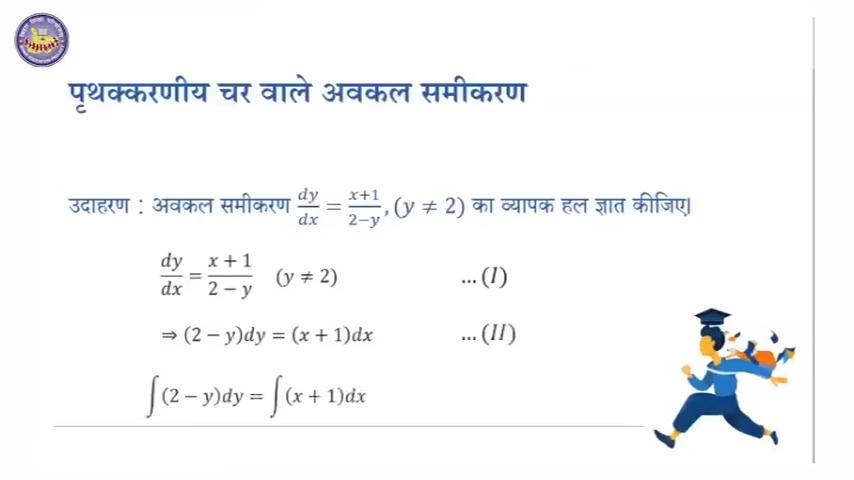 पृथक्करणीय चर वाले अवकल समीकरण
उदाहरण : अवकल समीकरण dy/dx = x+1/2−y, (y ≠ 2) का व्यापक हल ज्ञात कीजिए।
dy/dx = x + 1/2 − y (y ≠ 2) ... (I)
⇒ (2 − y)dy = (x + 1)dx ... (II)
∫(2 − y)dy = ∫(x + 1)dx